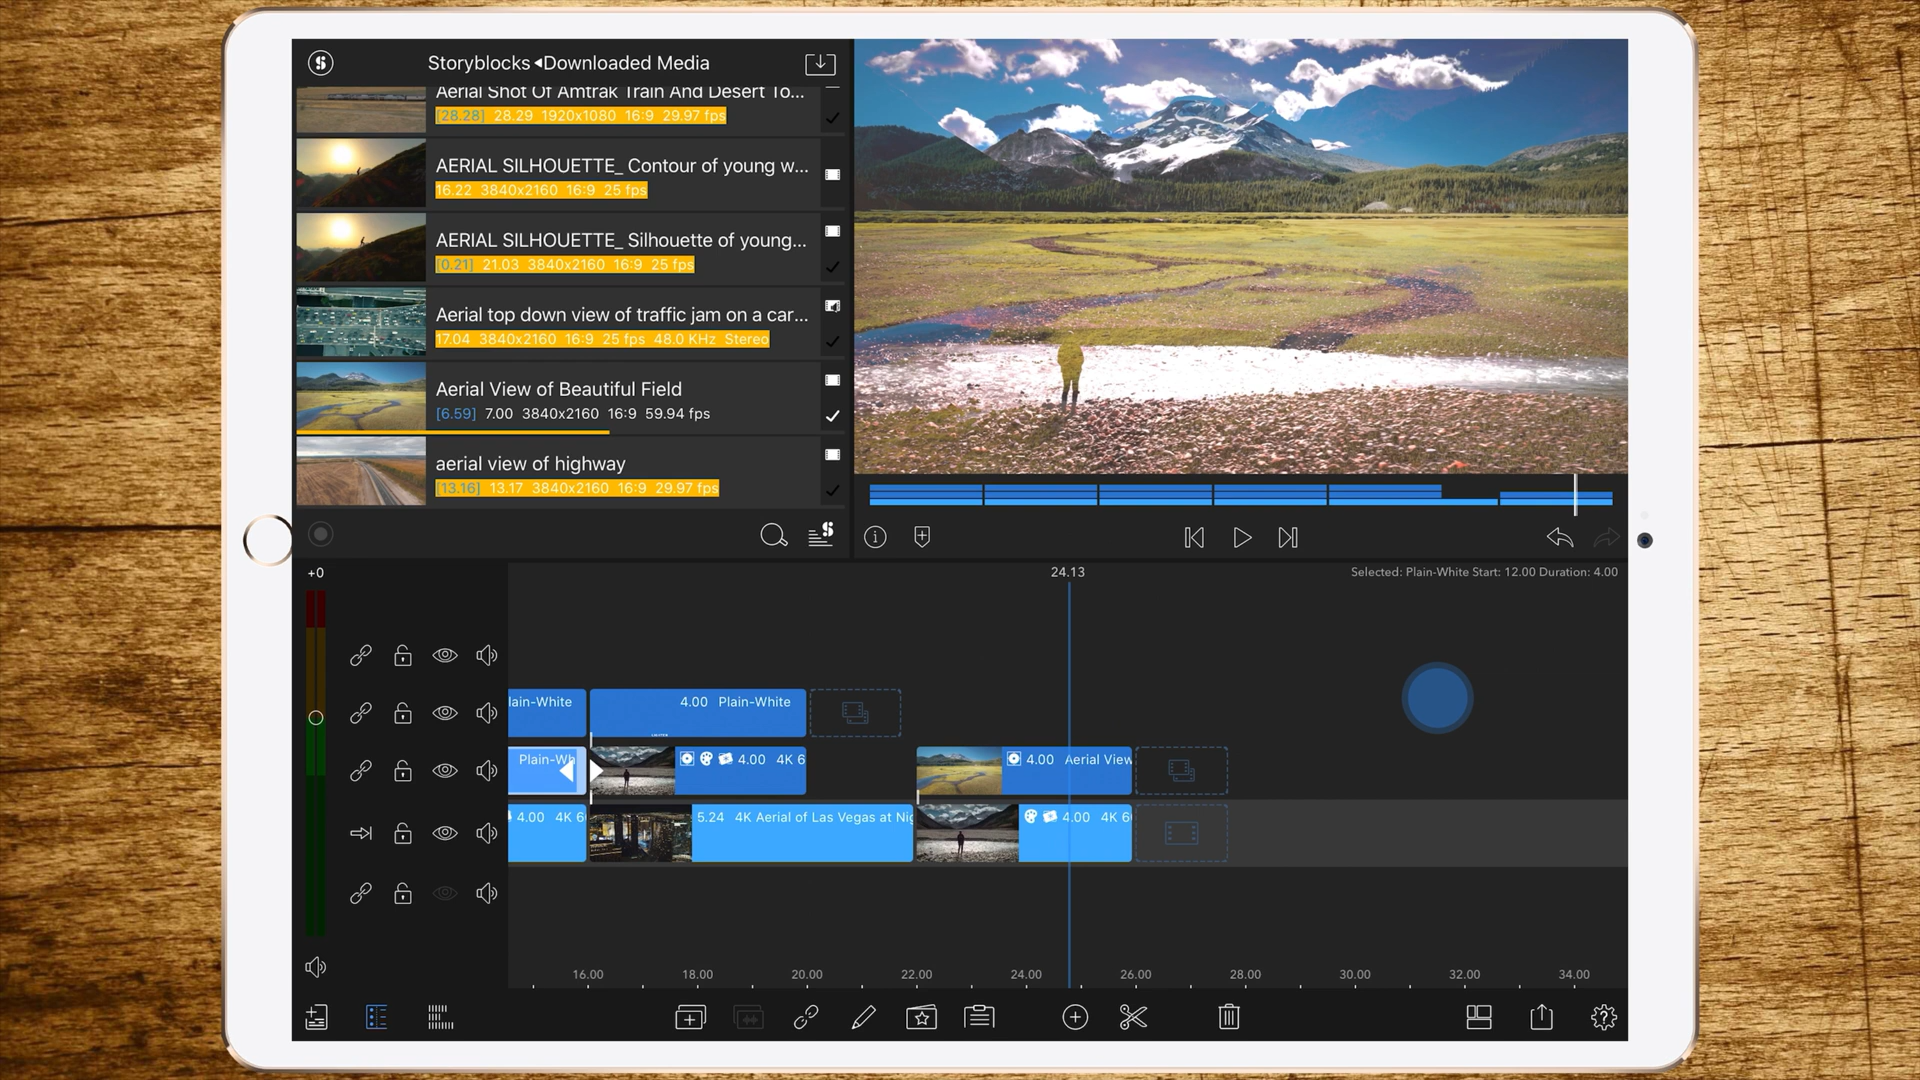 Storyblocks ◂Downloaded Media
Aerial Shot Of Amtrak Train And Desert To...
[28.28] 28.29 1920x1080 16:9 29.97 fps
AERIAL SILHOUETTE_ Contour of young w...
16.22 3840x2160 16:9 25 fps
AERIAL SILHOUETTE_ Silhouette of young...
[0.21] 21.03 3840x2160 16:9 25 fps
Aerial top down view of traffic jam on a car...
17.04 3840x2160 16:9 25 fps 48.0 KHz Stereo
Aerial View of Beautiful Field
[6.59] 7.00 3840x2160 16:9 59.94 fps
aerial view of highway
[13.16] 13.17 3840x2160 16:9 29.97 fps
+0
24.13
Selected: Plain-White Start: 12.00 Duration: 4.00
lain-White
4.00 Plain-White
Plain-Wh
4.00 4K 6
4.00 Aerial View
4.00 4K 6
5.24 4K Aerial of Las Vegas at Nig
4.00 4K 6
16.00 18.00 20.00 22.00 24.00 26.00 28.00 30.00 32.00 34.00